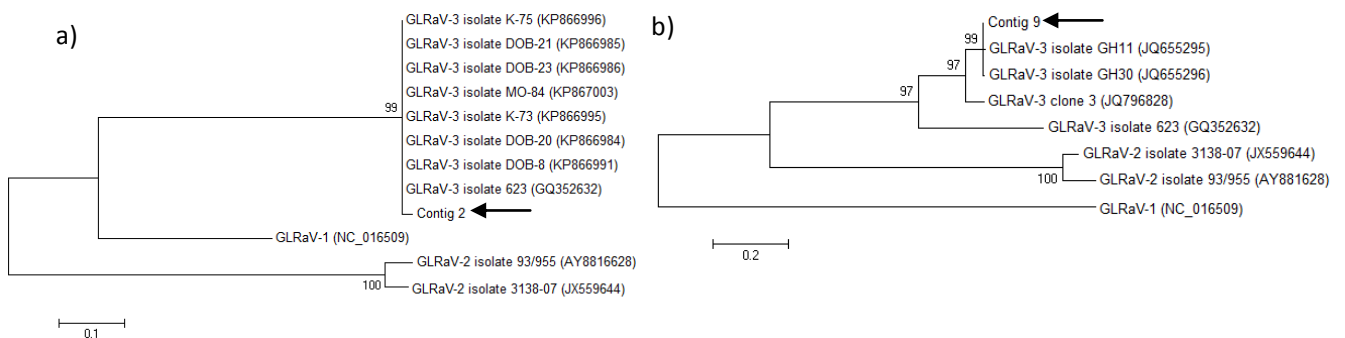 a)
GLRaV-3 isolate K-75 (KP866996)
GLRaV-3 isolate DOB-21 (KP866985)
GLRaV-3 isolate DOB-23 (KP866986)
GLRaV-3 isolate MO-84 (KP867003)
99
GLRaV-3 isolate K-73 (KP866995)
GLRaV-3 isolate DOB-20 (KP866984)
GLRaV-3 isolate DOB-8 (KP866991)
GLRaV-3 isolate 623 (GQ352632)
Contig 2
GLRaV-1 (NC_016509)
GLRaV-2 isolate 93/955 (AY8816628)
100
GLRaV-2 isolate 3138-07 (JX559644)
0.1
b)
Contig 9
99
GLRaV-3 isolate GH11 (JQ655295)
97
GLRaV-3 isolate GH30 (JQ655296)
97
GLRaV-3 clone 3 (JQ796828)
GLRaV-3 isolate 623 (GQ352632)
GLRaV-2 isolate 3138-07 (JX559644)
100
GLRaV-2 isolate 93/955 (AY881628)
GLRaV-1 (NC_016509)
0.2